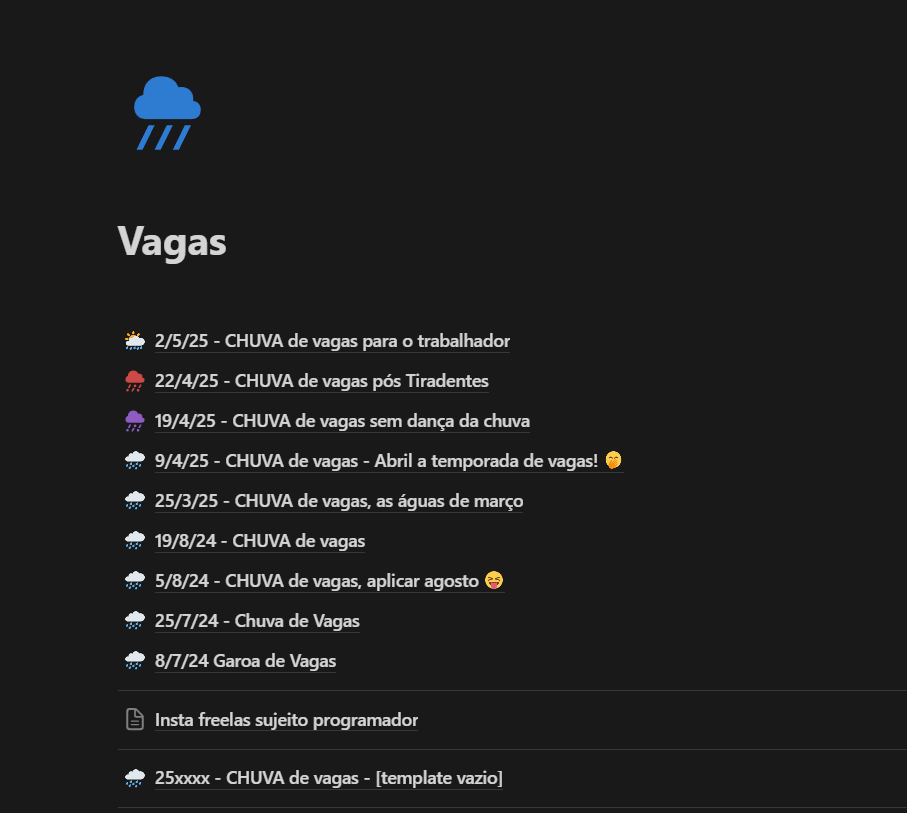 Vagas
2/5/25 - CHUVA de vagas para o trabalhador
22/4/25 - CHUVA de vagas pós Tiradentes
19/4/25 - CHUVA de vagas sem dança da chuva
9/4/25 - CHUVA de vagas - Abril a temporada de vagas! 🤭
25/3/25 - CHUVA de vagas, as águas de março
19/8/24 - CHUVA de vagas
5/8/24 - CHUVA de vagas, aplicar agosto 😝
25/7/24 - Chuva de Vagas
8/7/24 Garoa de Vagas
Insta freelas sujeito programador
25xxxx - CHUVA de vagas - [template vazio]